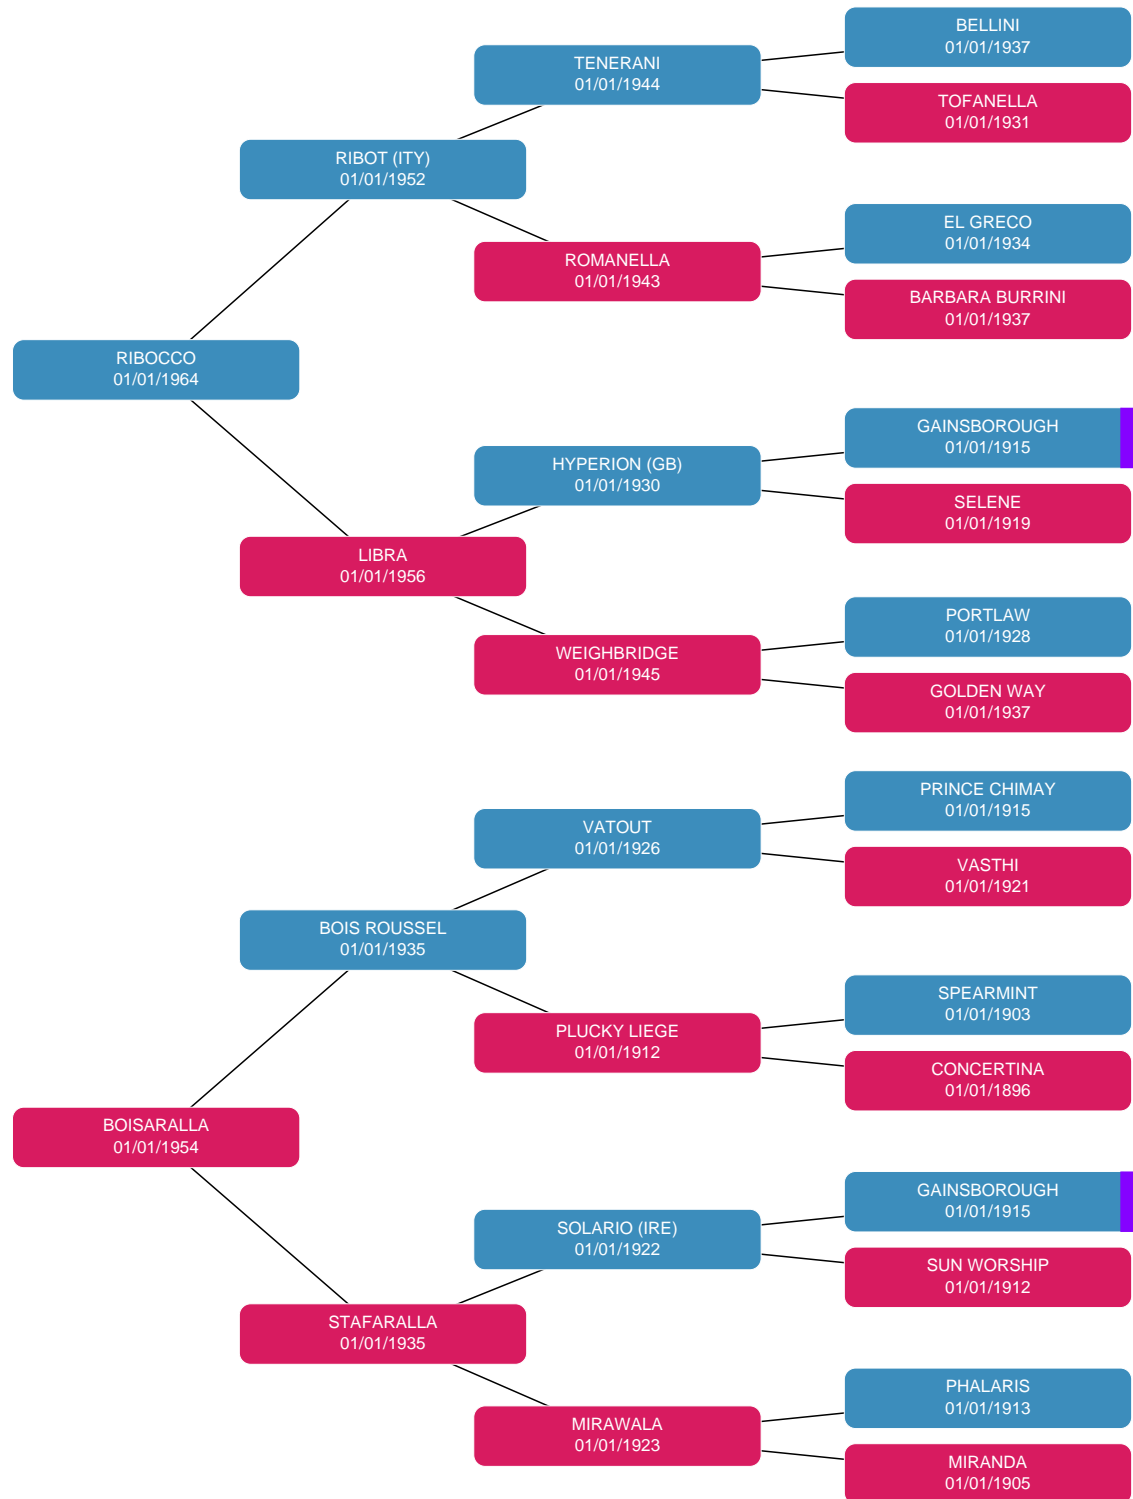 BELLINI
01/01/1937
TENERANI
01/01/1944
TOFANELLA
01/01/1931
RIBOT (ITY)
01/01/1952
EL GRECO
01/01/1934
ROMANELLA
01/01/1943
BARBARA BURRINI
01/01/1937
RIBOCCO
01/01/1964
GAINSBOROUGH
01/01/1915
HYPERION (GB)
01/01/1930
SELENE
01/01/1919
LIBRA
01/01/1956
PORTLAW
01/01/1928
WEIGHBRIDGE
01/01/1945
GOLDEN WAY
01/01/1937
PRINCE CHIMAY
01/01/1915
VATOUT
01/01/1926
VASTHI
01/01/1921
BOIS ROUSSEL
01/01/1935
SPEARMINT
01/01/1903
PLUCKY LIEGE
01/01/1912
CONCERTINA
01/01/1896
BOISARALLA
01/01/1954
GAINSBOROUGH
01/01/1915
SOLARIO (IRE)
01/01/1922
SUN WORSHIP
01/01/1912
STAFARALLA
01/01/1935
PHALARIS
01/01/1913
MIRAWALA
01/01/1923
MIRANDA
01/01/1905